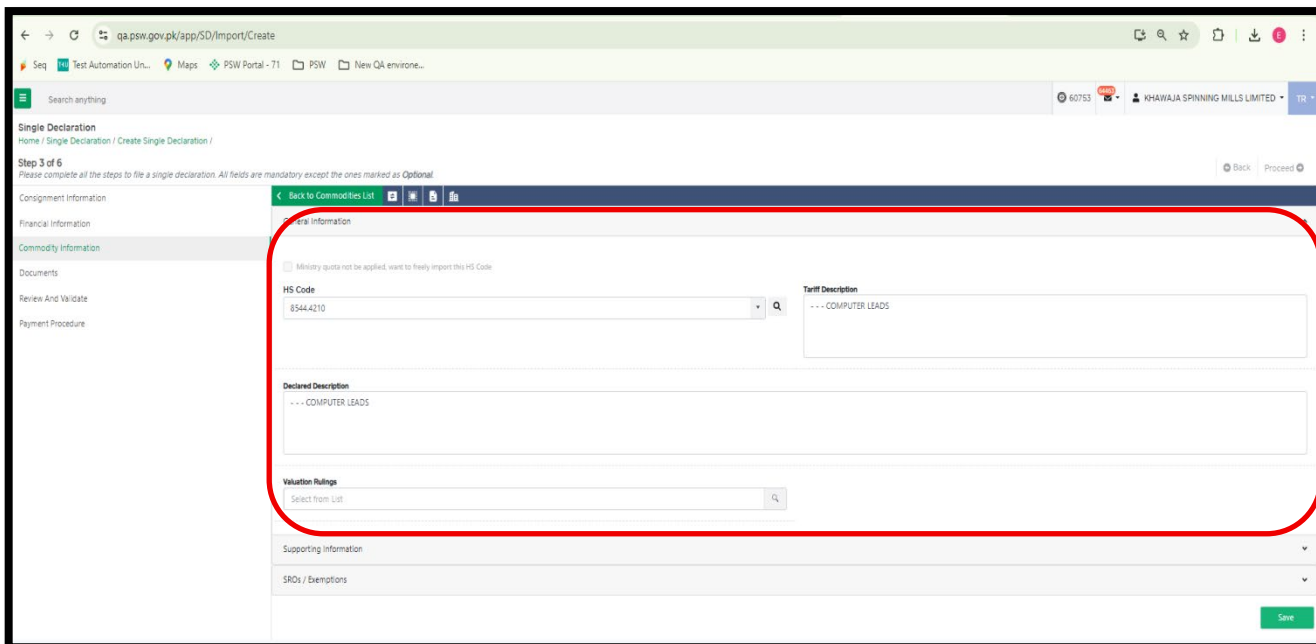 qa.psw.gov.pk/app/SD/Import/Create
E
Seq Test Automation Un... Maps PSW Portal - 71 PSW New QA environe...
Search anything 60753 KHAWAJA SPINNING MILLS LIMITED TR
Single Declaration
Home / Single Declaration / Create Single Declaration /
Step 3 of 6
Please complete all the steps to file a single declaration. All fields are mandatory except the ones marked as Optional.
Back Proceed
Consignment Information
Financial Information
Commodity Information
Documents
Review And Validate
Payment Procedure
Back to Commodities List
General Information
Ministry quota not be applied, want to freely import this HS Code
HS Code
8544.4210
Tariff Description
- - - COMPUTER LEADS
Declared Description
- - - COMPUTER LEADS
Valuation Rulings
Select from List
Supporting Information
SROs / Exemptions
Save